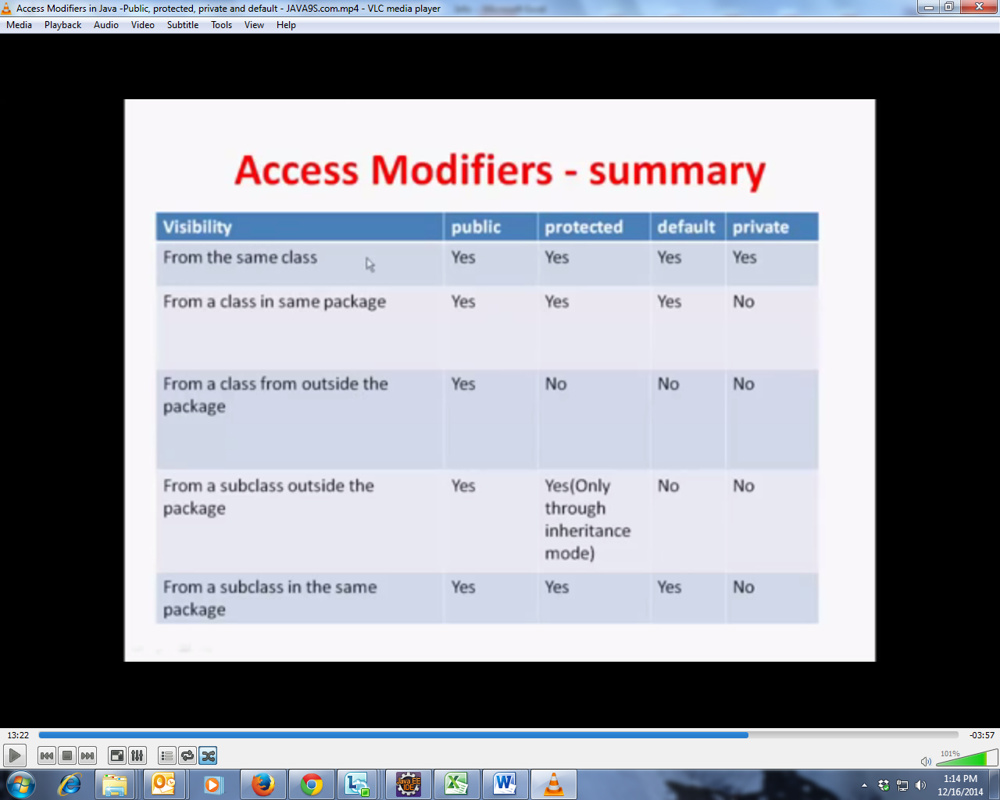 Access Modifiers in Java -Public, protected, private and default - JAVA9S.com.mp4 - VLC media player
Media Playback Audio Video Subtitle Tools View Help
Access Modifiers - summary
Visibility public protected default private
From the same class Yes Yes Yes Yes
From a class in same package Yes Yes Yes No
From a class from outside the Yes No No No
package
From a subclass outside the Yes Yes(Only No No
package through
inheritance
mode)
From a subclass in the same Yes Yes Yes No
package
13:22 -03:57
101%
Java EE
IDE
1:14 PM
12/16/2014